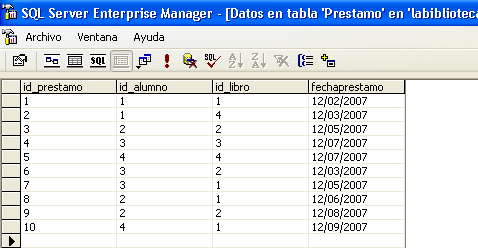 SQL Server Enterprise Manager - [Datos en tabla 'Prestamo' en 'labiblioteca
Archivo Ventana Ayuda
SQL SQL
id_prestamo id_alumno id_libro fechaprestamo
1 1 1 12/02/2007
2 1 4 12/03/2007
3 2 2 12/05/2007
4 3 3 12/07/2007
5 4 4 12/07/2007
6 3 2 12/03/2007
7 3 1 12/05/2007
8 2 1 12/06/2007
9 2 2 12/08/2007
10 4 1 12/09/2007